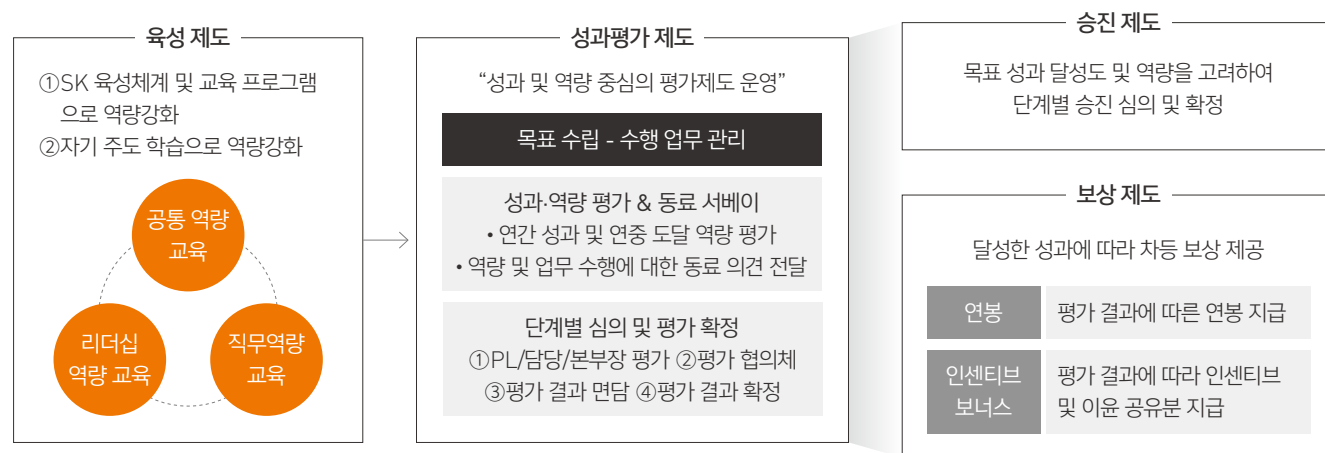 육성 제도
①SK 육성체계 및 교육 프로그램
으로 역량강화
②자기 주도 학습으로 역량강화
공통 역량
교육
리더십
역량 교육
직무역량
교육
성과평가 제도
“성과 및 역량 중심의 평가제도 운영”
목표 수립 - 수행 업무 관리
성과·역량 평가 & 동료 서베이
• 연간 성과 및 연중 도달 역량 평가
• 역량 및 업무 수행에 대한 동료 의견 전달
단계별 심의 및 평가 확정
①PL/담당/본부장 평가 ②평가 협의체
③평가 결과 면담 ④평가 결과 확정
승진 제도
목표 성과 달성도 및 역량을 고려하여
단계별 승진 심의 및 확정
보상 제도
달성한 성과에 따라 차등 보상 제공
연봉
평가 결과에 따른 연봉 지급
인센티브
보너스
평가 결과에 따라 인센티브
및 이윤 공유분 지급